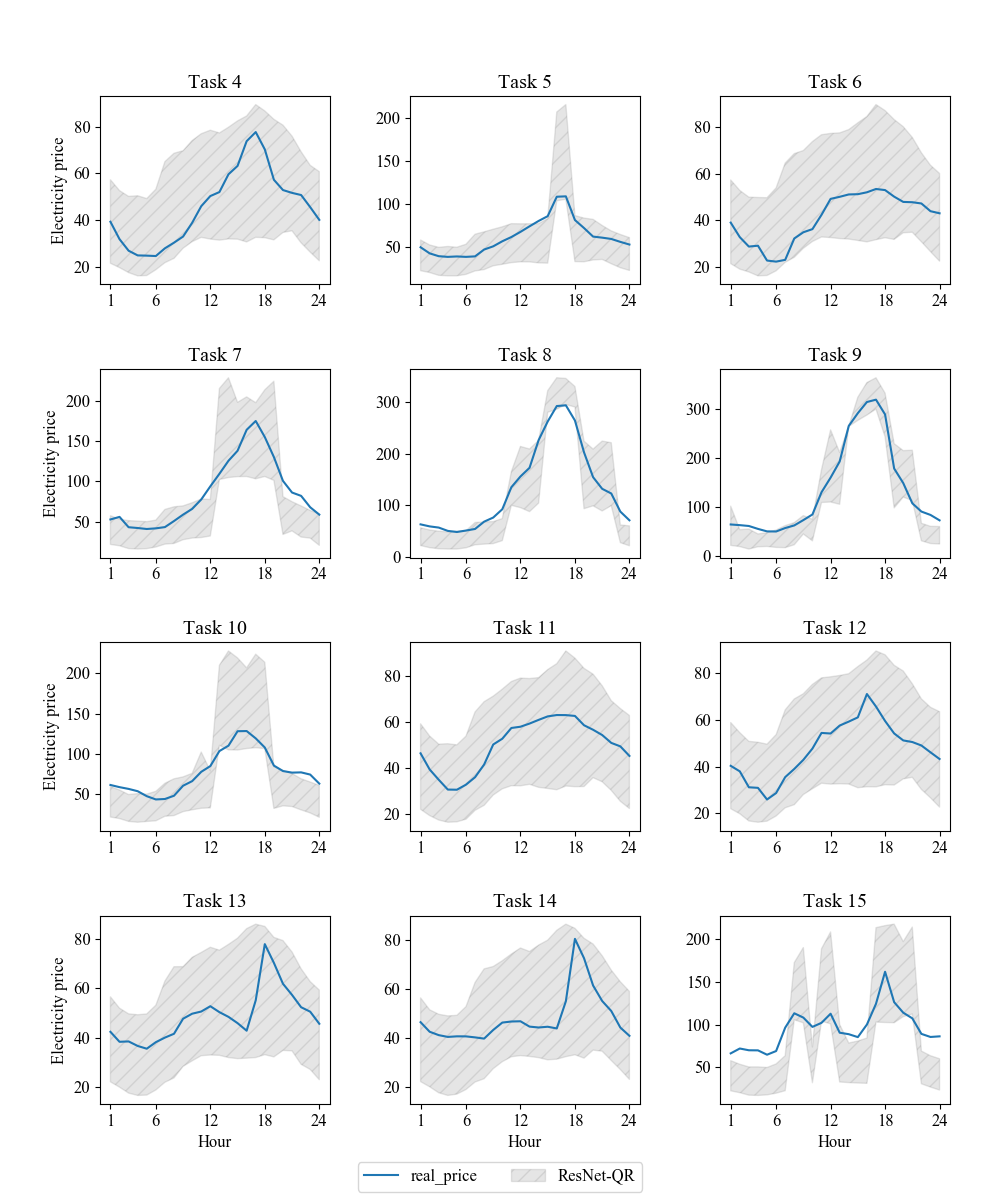 Task 4
Task 5
Task 6
Electricity price
80
60
40
20
1 6 12 18 24
200
150
100
50
1 6 12 18 24
80
60
40
20
1 6 12 18 24
Task 7
Task 8
Task 9
Electricity price
200
150
100
50
1 6 12 18 24
300
200
100
0
1 6 12 18 24
300
200
100
0
1 6 12 18 24
Task 10
Task 11
Task 12
Electricity price
200
150
100
50
1 6 12 18 24
80
60
40
20
1 6 12 18 24
80
60
40
20
1 6 12 18 24
Task 13
Task 14
Task 15
Electricity price
80
60
40
20
1 6 12 18 24
Hour
80
60
40
20
1 6 12 18 24
Hour
200
150
100
50
1 6 12 18 24
Hour
real_price
ResNet-QR